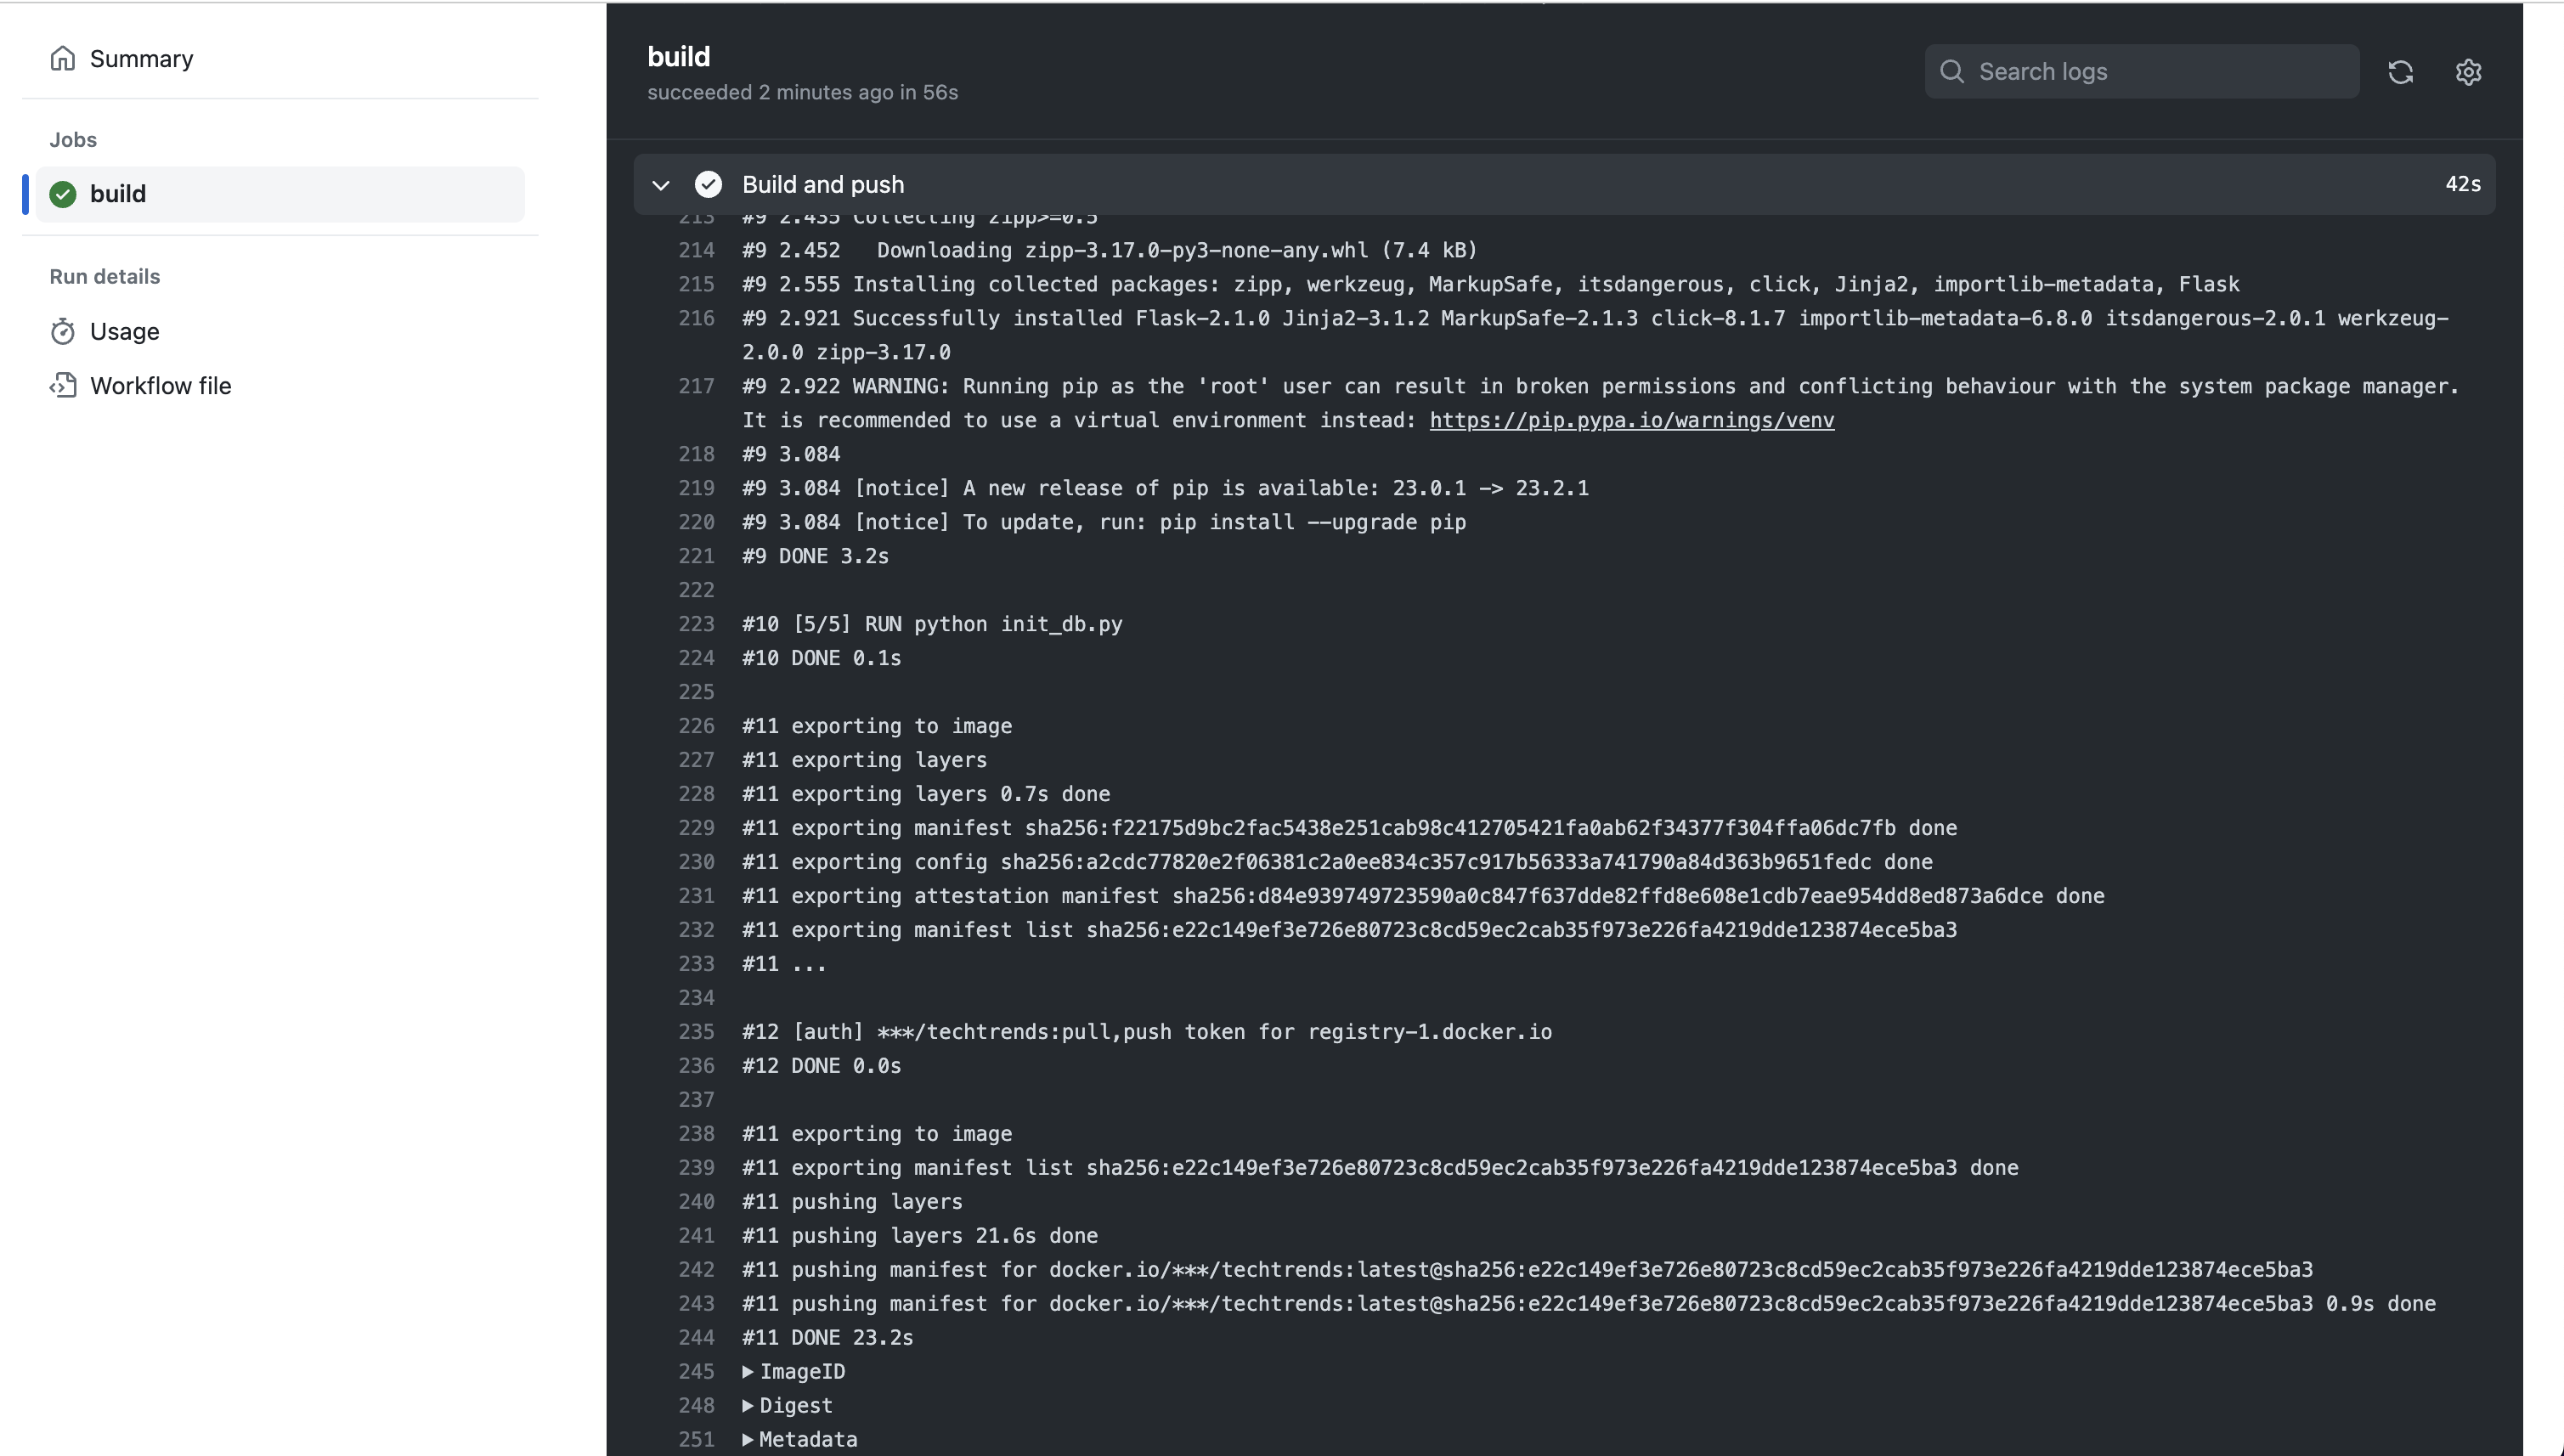 Summary
Jobs
build
Run details
Usage
Workflow file
build
succeeded 2 minutes ago in 56s
Search logs
Build and push
42s
213 #9 2.435 Collecting zipp>=0.5
214 #9 2.452   Downloading zipp-3.17.0-py3-none-any.whl (7.4 kB)
215 #9 2.555 Installing collected packages: zipp, werkzeug, MarkupSafe, itsdangerous, click, Jinja2, importlib-metadata, Flask
216 #9 2.921 Successfully installed Flask-2.1.0 Jinja2-3.1.2 MarkupSafe-2.1.3 click-8.1.7 importlib-metadata-6.8.0 itsdangerous-2.0.1 werkzeug-
2.0.0 zipp-3.17.0
217 #9 2.922 WARNING: Running pip as the 'root' user can result in broken permissions and conflicting behaviour with the system package manager.
It is recommended to use a virtual environment instead: https://pip.pypa.io/warnings/venv
218 #9 3.084
219 #9 3.084 [notice] A new release of pip is available: 23.0.1 -> 23.2.1
220 #9 3.084 [notice] To update, run: pip install --upgrade pip
221 #9 DONE 3.2s
222
223 #10 [5/5] RUN python init_db.py
224 #10 DONE 0.1s
225
226 #11 exporting to image
227 #11 exporting layers
228 #11 exporting layers 0.7s done
229 #11 exporting manifest sha256:f22175d9bc2fac5438e251cab98c412705421fa0ab62f34377f304ffa06dc7fb done
230 #11 exporting config sha256:a2cdc77820e2f06381c2a0ee834c357c917b56333a741790a84d363b9651fedc done
231 #11 exporting attestation manifest sha256:d84e939749723590a0c847f637dde82ffd8e608e1cdb7eae954dd8ed873a6dce done
232 #11 exporting manifest list sha256:e22c149ef3e726e80723c8cd59ec2cab35f973e226fa4219dde123874ece5ba3
233 #11 ...
234
235 #12 [auth] ***/techtrends:pull,push token for registry-1.docker.io
236 #12 DONE 0.0s
237
238 #11 exporting to image
239 #11 exporting manifest list sha256:e22c149ef3e726e80723c8cd59ec2cab35f973e226fa4219dde123874ece5ba3 done
240 #11 pushing layers
241 #11 pushing layers 21.6s done
242 #11 pushing manifest for docker.io/***/techtrends:latest@sha256:e22c149ef3e726e80723c8cd59ec2cab35f973e226fa4219dde123874ece5ba3
243 #11 pushing manifest for docker.io/***/techtrends:latest@sha256:e22c149ef3e726e80723c8cd59ec2cab35f973e226fa4219dde123874ece5ba3 0.9s done
244 #11 DONE 23.2s
245 ▶ ImageID
248 ▶ Digest
251 ▶ Metadata